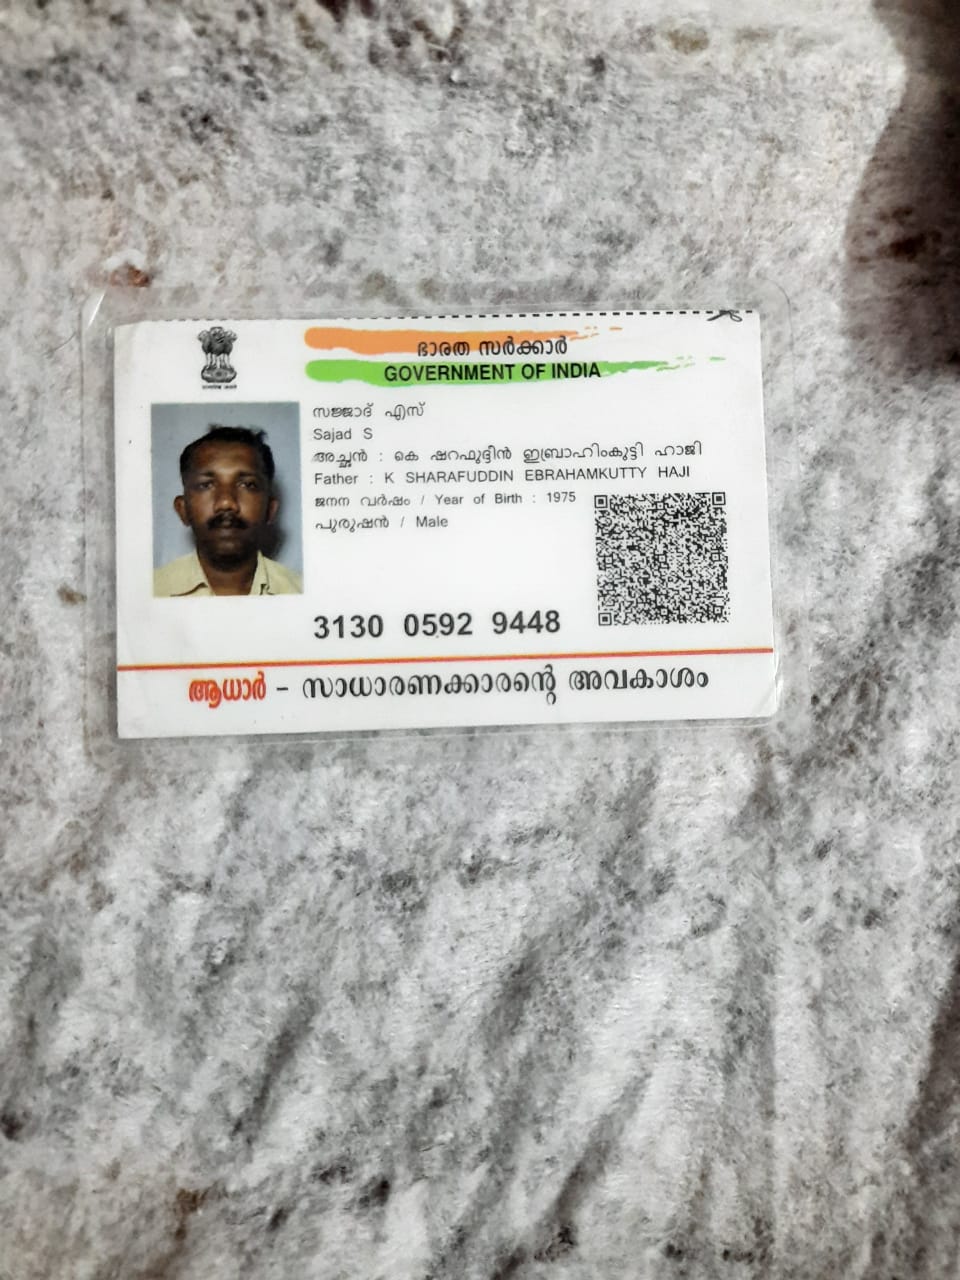 ഭാരത സർക്കാർ
GOVERNMENT OF INDIA
സജ്ജാദ് എസ്
Sajad S
അച്ഛൻ : കെ ഷറഫുദ്ദീൻ ഇബ്രാഹിംകുട്ടി ഹാജി
Father : K SHARAFUDDIN EBRAHAMKUTTY HAJI
ജനന വർഷം / Year of Birth : 1975
പുരുഷൻ / Male
3130 0592 9448
ആധാർ - സാധാരണക്കാരന്റെ അവകാശം